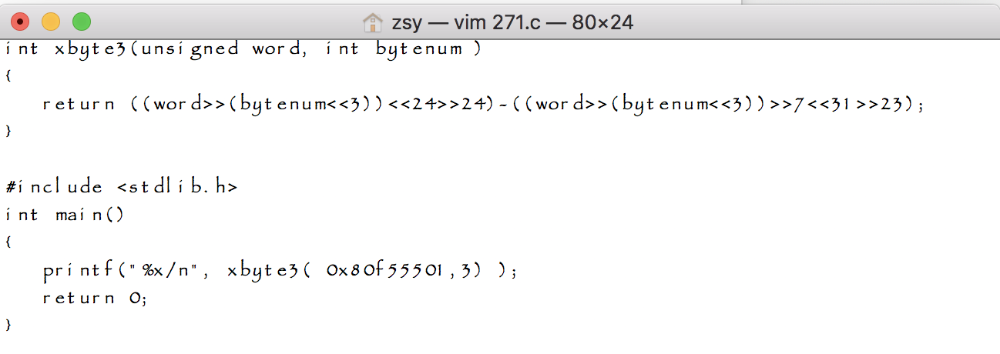 zsy — vim 271.c — 80×24
int xbyte3(unsigned word, int bytenum )
{
    return ((word>>(bytenum<<3))<<24>>24)-((word>>(bytenum<<3))>>7<<31>>23);
}

#include <stdlib.h>
int main()
{
    printf("%x/n", xbyte3( 0x80f55501,3) );
    return 0;
}